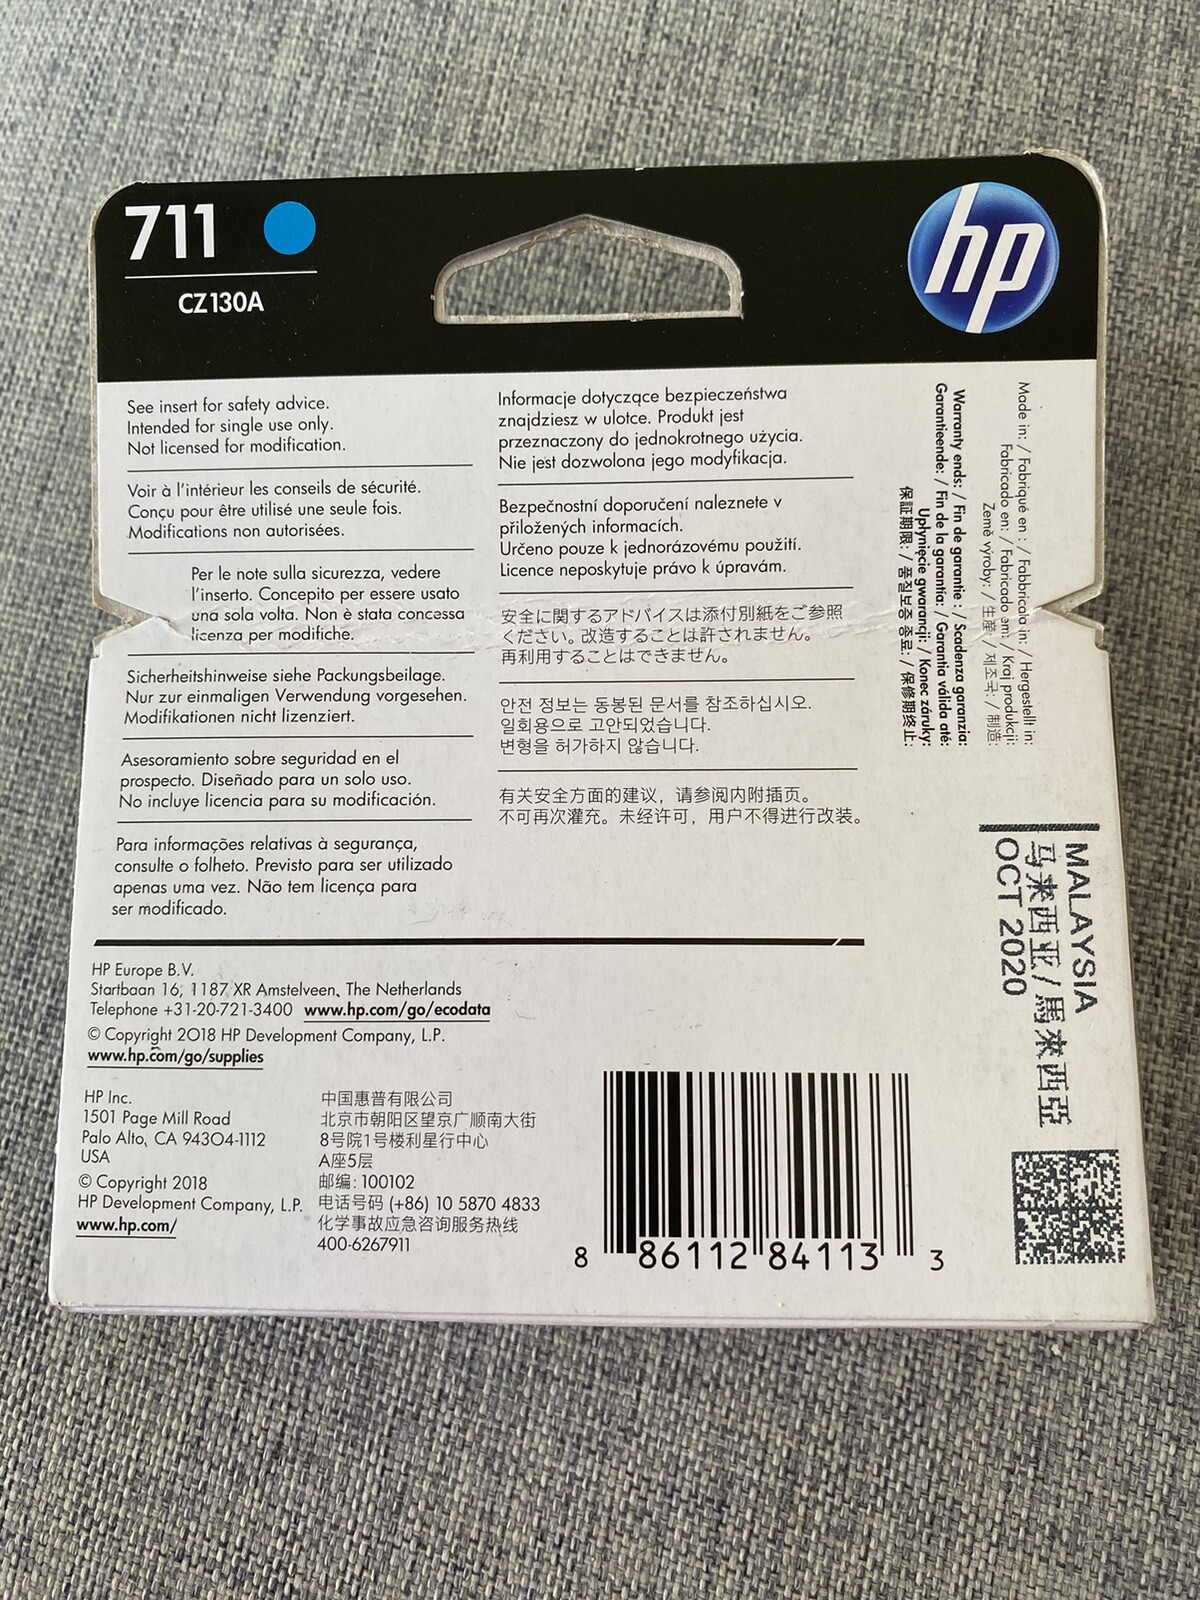 711
CZ130A
hp
See insert for safety advice.
Intended for single use only.
Not licensed for modification.
Voir à l'intérieur les conseils de sécurité.
Conçu pour être utilisé une seule fois.
Modifications non autorisées.
Per le note sulla sicurezza, vedere
l'inserto. Concepito per essere usato
una sola volta. Non è stata concessa
licenza per modifiche.
Sicherheitshinweise siehe Packungsbeilage.
Nur zur einmaligen Verwendung vorgesehen.
Modifikationen nicht lizenziert.
Asesoramiento sobre seguridad en el
prospecto. Diseñado para un solo uso.
No incluye licencia para su modificación.
Para informações relativas à segurança,
consulte o folheto. Previsto para ser utilizado
apenas uma vez. Não tem licença para
ser modificado.
Informacje dotyczące bezpieczeństwa
znajdziesz w ulotce. Produkt jest
przeznaczony do jednokrotnego użycia.
Nie jest dozwolona jego modyfikacja.
Bezpečnostní doporučení naleznete v
přiložených informacích.
Určeno pouze k jednorázovému použití.
Licence neposkytuje právo k úpravám.
安全に関するアドバイスは添付別紙をご参照
ください。改造することは許されません。
再利用することはできません。
안전 정보는 동봉된 문서를 참조하십시오.
일회용으로 고안되었습니다.
변형을 허가하지 않습니다.
有关安全方面的建议，请参阅内附插页。
不可再次灌充。未经许可，用户不得进行改装。
Made in: / Fabriqué en : / Fabbricato in: / Hergestellt in:
Fabricado en: / Fabricado em: / Kraj produkcji:
Země výroby: / 生産 / 제조국: / 制造:
Warranty ends: / Fin de garantie : / Scadenza garanzia:
Garantieende: / Fin de la garantía: / Garantia válida até:
Upłynięcie gwarancji: / Konec záruky:
保証期限: / 품질보증 종료: / 保修期终止:
MALAYSIA
马来西亚/馬來西亞
OCT 2020
HP Europe B.V.
Startbaan 16, 1187 XR Amstelveen, The Netherlands
Telephone +31-20-721-3400 www.hp.com/go/ecodata
© Copyright 2018 HP Development Company, L.P.
www.hp.com/go/supplies
HP Inc.
1501 Page Mill Road
Palo Alto, CA 94304-1112
USA
© Copyright 2018
HP Development Company, L.P.
www.hp.com/
中国惠普有限公司
北京市朝阳区望京广顺南大街
8号院1号楼利星行中心
A座5层
邮编: 100102
电话号码 (+86) 10 5870 4833
化学事故应急咨询服务热线
400-6267911
8 86112 84113 3